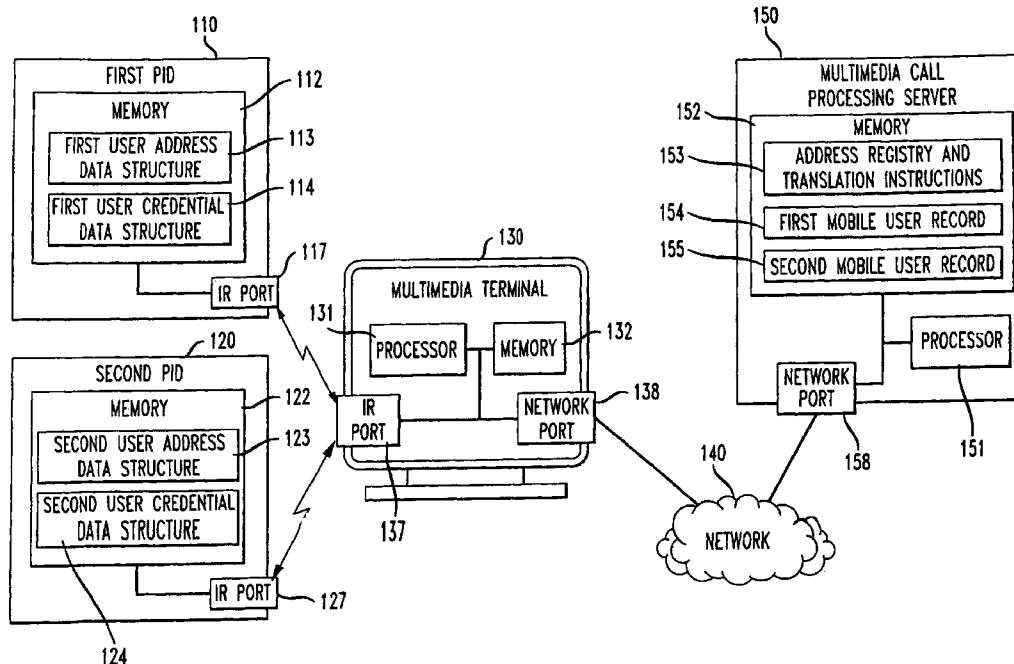 110
FIRST PID
MEMORY
112
FIRST USER ADDRESS
DATA STRUCTURE
113
FIRST USER CREDENTIAL
DATA STRUCTURE
114
117
IR PORT
120
SECOND PID
MEMORY
122
SECOND USER ADDRESS
DATA STRUCTURE
123
SECOND USER CREDENTIAL
DATA STRUCTURE
124
IR PORT
127
130
MULTIMEDIA TERMINAL
131
PROCESSOR
MEMORY
132
IR
PORT
137
NETWORK
PORT
138
140
NETWORK
150
MULTIMEDIA CALL
PROCESSING SERVER
152
MEMORY
153
ADDRESS REGISTRY AND
TRANSLATION INSTRUCTIONS
154
FIRST MOBILE USER RECORD
155
SECOND MOBILE USER RECORD
PROCESSOR
151
NETWORK
PORT
158